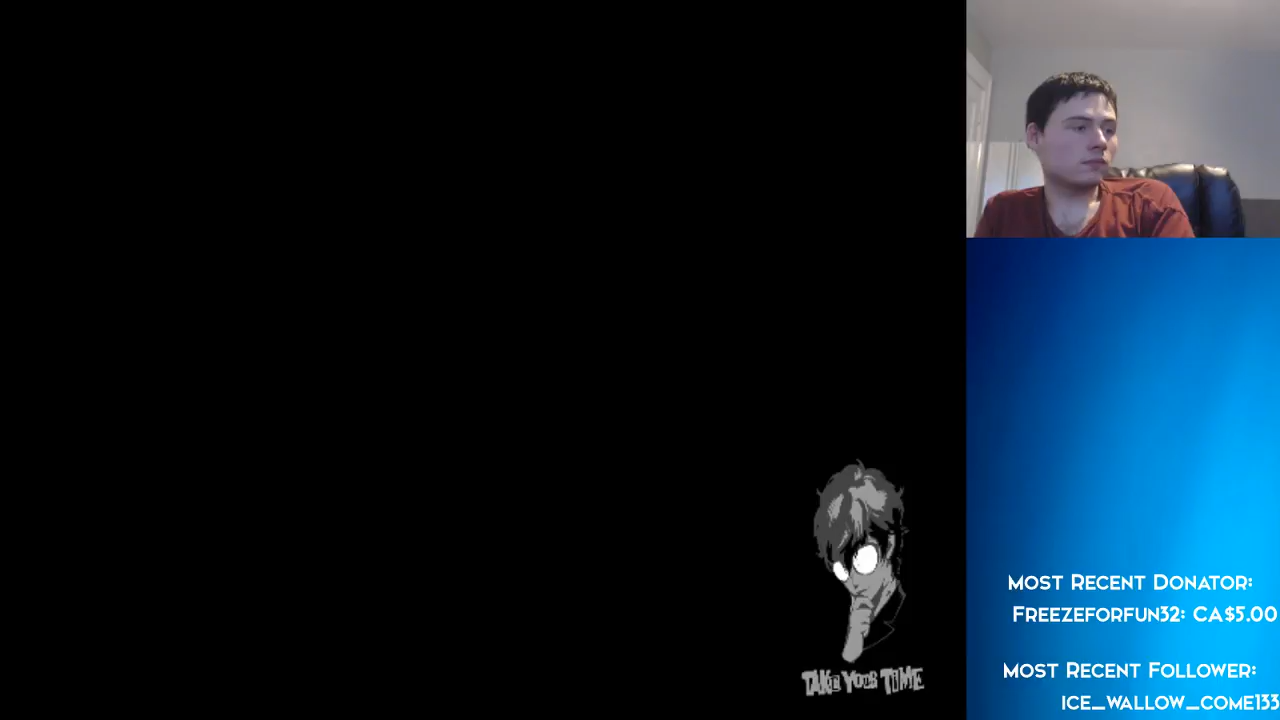 TAKE YOUR TIME
MOST RECENT DONATOR:
FREEZEFORFUN32: CA$5.00
MOST RECENT FOLLOWER:
ICE_WALLOW_COME133